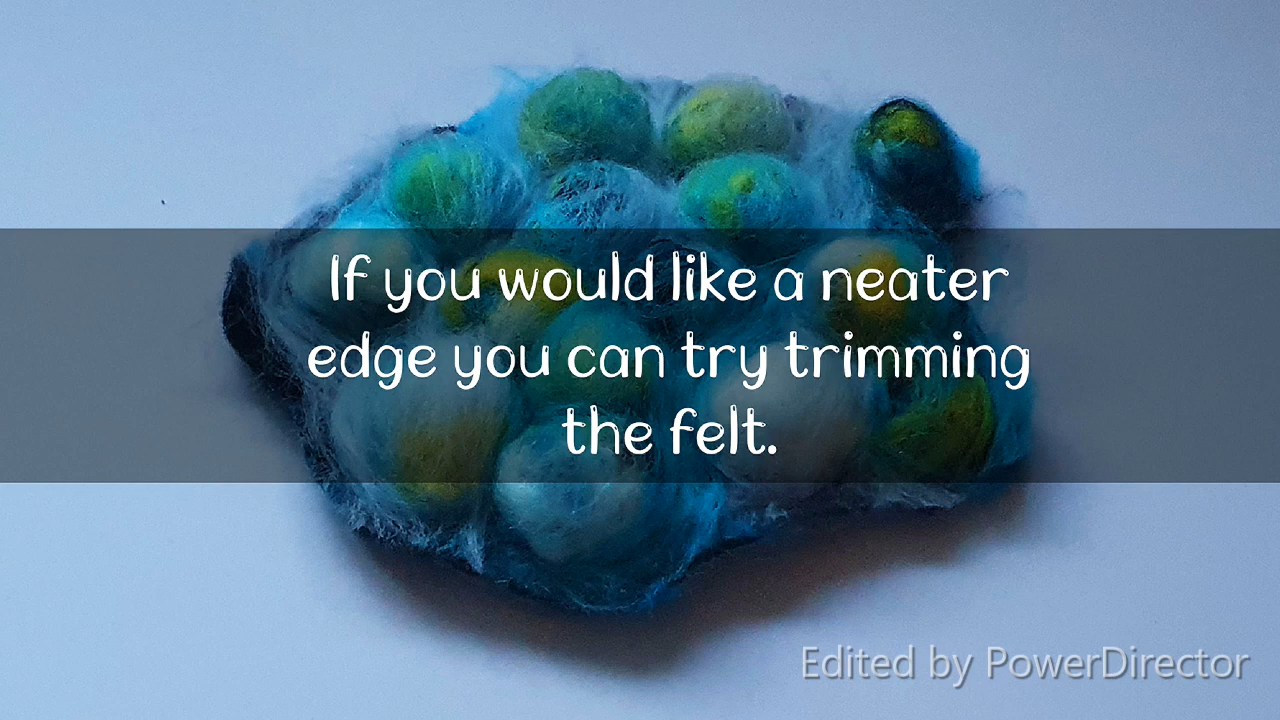 If you would like a neater
edge you can try trimming
the felt.
Edited by PowerDirector